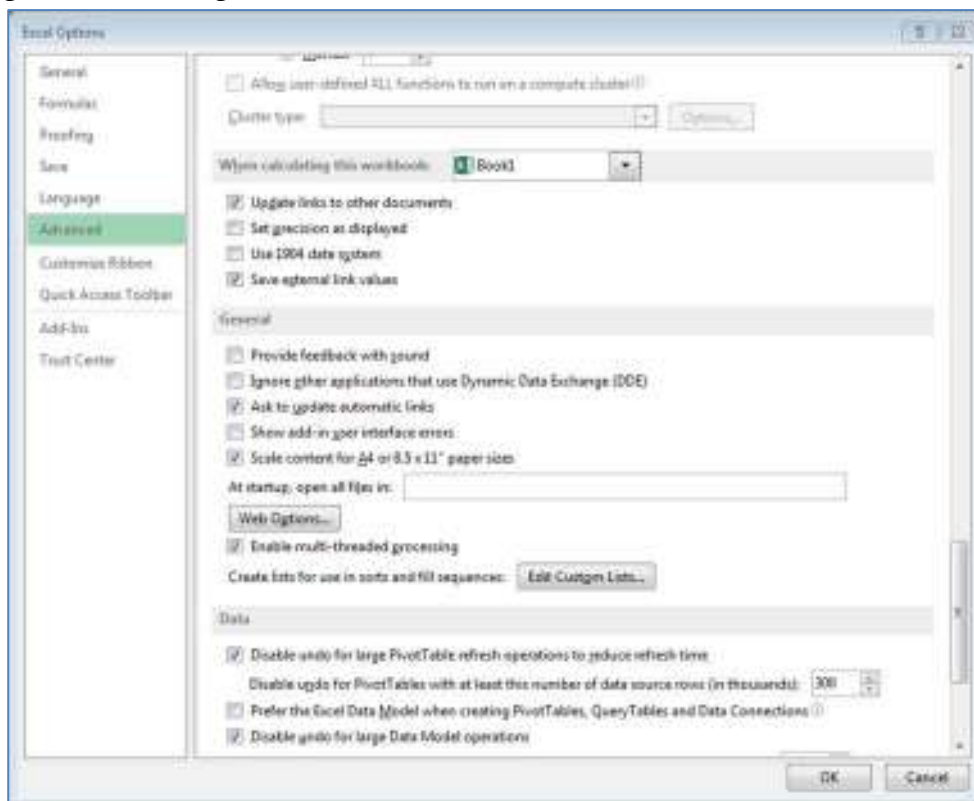 Excel Options
General
Formulas
Proofing
Save
Language
Advanced
Customize Ribbon
Quick Access Toolbar
Add-Ins
Trust Center
Allow user-defined XLL functions to run on a compute cluster
Cluster type: Options...
When calculating this workbook: Book1
Update links to other documents
Set precision as displayed
Use 1904 date system
Save external link values
General
Provide feedback with sound
Ignore other applications that use Dynamic Data Exchange (DDE)
Ask to update automatic links
Show add-in user interface errors
Scale content for A4 or 8.5 x 11" paper sizes
At startup, open all files in:
Web Options...
Enable multi-threaded processing
Create lists for use in sorts and fill sequences: Edit Custom Lists...
Data
Disable undo for large PivotTable refresh operations to reduce refresh time
Disable undo for PivotTables with at least this number of data source rows (in thousands): 300
Prefer the Excel Data Model when creating PivotTables, QueryTables and Data Connections
Disable undo for large Data Model operations
OK Cancel